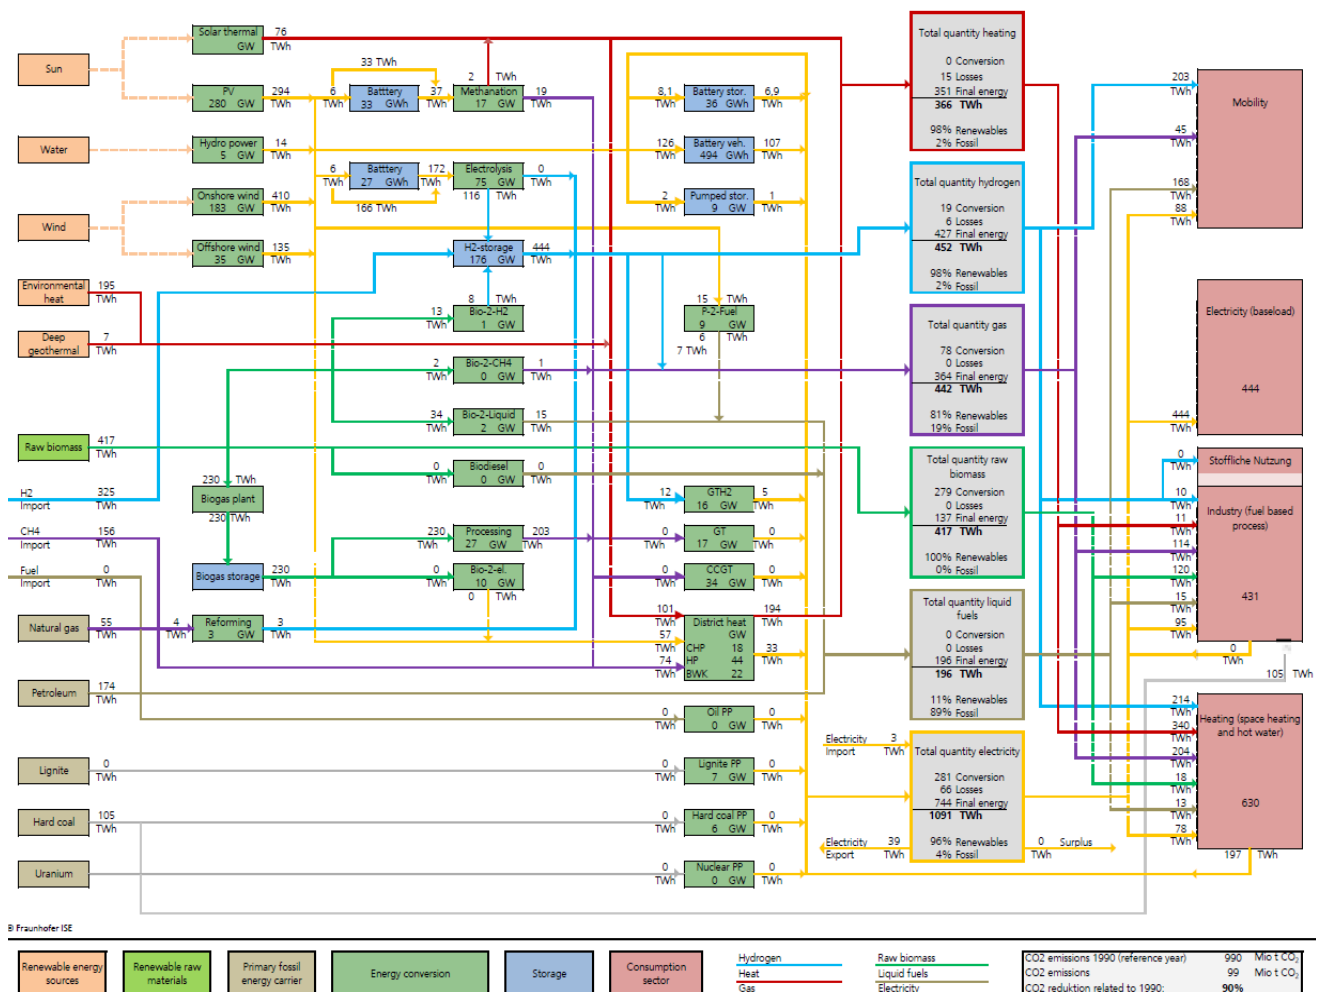 Sun
Water
Wind
Environmental
heat
195
TWh
Deep
geothermal
7
TWh
Raw biomass
417
TWh
H2
Import
325
TWh
CH4
Import
156
TWh
Fuel
Import
0
TWh
Natural gas
55
TWh
Petroleum
174
TWh
Lignite
0
TWh
Hard coal
105
TWh
Uranium
0
TWh
Solar thermal
GW
76
TWh
PV
280 GW
294
TWh
Hydro power
5 GW
14
TWh
Onshore wind
183 GW
410
TWh
Offshore wind
35 GW
135
TWh
230 TWh
Biogas plant
230 TWh
Biogas storage
230
TWh
4
TWh
Reforming
3 GW
3
TWh
33 TWh
6
TWh
Batttery
33 GWh
37
TWh
2 TWh
Methanation
17 GW
19
TWh
6
TWh
Batttery
27 GWh
172
TWh
166 TWh
Electrolysis
75 GW
0
TWh
116 TWh
H2-storage
176 GW
444
TWh
8 TWh
13
TWh
Bio-2-H2
1 GW
2
TWh
Bio-2-CH4
0 GW
1
TWh
34
TWh
Bio-2-Liquid
2 GW
15
TWh
0
TWh
Biodiesel
0 GW
0
TWh
230
TWh
Processing
27 GW
203
TWh
0
TWh
Bio-2-el.
10 GW
0 TWh
8,1
TWh
Battery stor.
36 GWh
6,9
TWh
126
TWh
Battery veh.
494 GWh
107
TWh
2
TWh
Pumped stor.
9 GW
1
TWh
15 TWh
P-2-Fuel
9 GW
6 TWh
7 TWh
12
TWh
GTH2
16 GW
5
TWh
0
TWh
GT
17 GW
0
TWh
0
TWh
CCGT
34 GW
0
TWh
101
TWh
57
TWh
74
TWh
District heat
GW
CHP 18
HP 44
BWK 22
194
TWh
33
TWh
0
TWh
Oil PP
0 GW
0
TWh
0
TWh
Lignite PP
7 GW
0
TWh
0
TWh
Hard coal PP
6 GW
0
TWh
0
TWh
Nuclear PP
0 GW
0
TWh
Total quantity heating
0 Conversion
15 Losses
351 Final energy
366 TWh
98% Renewables
2% Fossil
Total quantity hydrogen
19 Conversion
6 Losses
427 Final energy
452 TWh
98% Renewables
2% Fossil
Total quantity gas
78 Conversion
0 Losses
364 Final energy
442 TWh
81% Renewables
19% Fossil
Total quantity raw
biomass
279 Conversion
0 Losses
137 Final energy
417 TWh
100% Renewables
0% Fossil
Total quantity liquid
fuels
0 Conversion
0 Losses
196 Final energy
196 TWh
11% Renewables
89% Fossil
Electricity
Import
3
TWh
Total quantity electricity
281 Conversion
66 Losses
744 Final energy
1091 TWh
96% Renewables
4% Fossil
Electricity
Export
39
TWh
0 Surplus
TWh
203
TWh
45
TWh
168
TWh
88
TWh
Mobility
Electricity (baseload)
444
444
TWh
0
TWh
Stoffliche Nutzung
10
TWh
11
TWh
114
TWh
120
TWh
15
TWh
95
TWh
Industry (fuel based
process)
431
0
TWh
105 TWh
214
TWh
340
TWh
204
TWh
18
TWh
13
TWh
78
TWh
Heating (space heating
and hot water)
630
197 TWh
Fraunhofer ISE
Renewable energy
sources
Renewable raw
materials
Primary fossil
energy carrier
Energy conversion
Storage
Consumption
sector
Hydrogen
Heat
Gas
Raw biomass
Liquid fuels
Electricity
CO2 emissions 1990 (reference year) 990 Mio t CO2
CO2 emissions 99 Mio t CO2
CO2 reduktion related to 1990: 90%